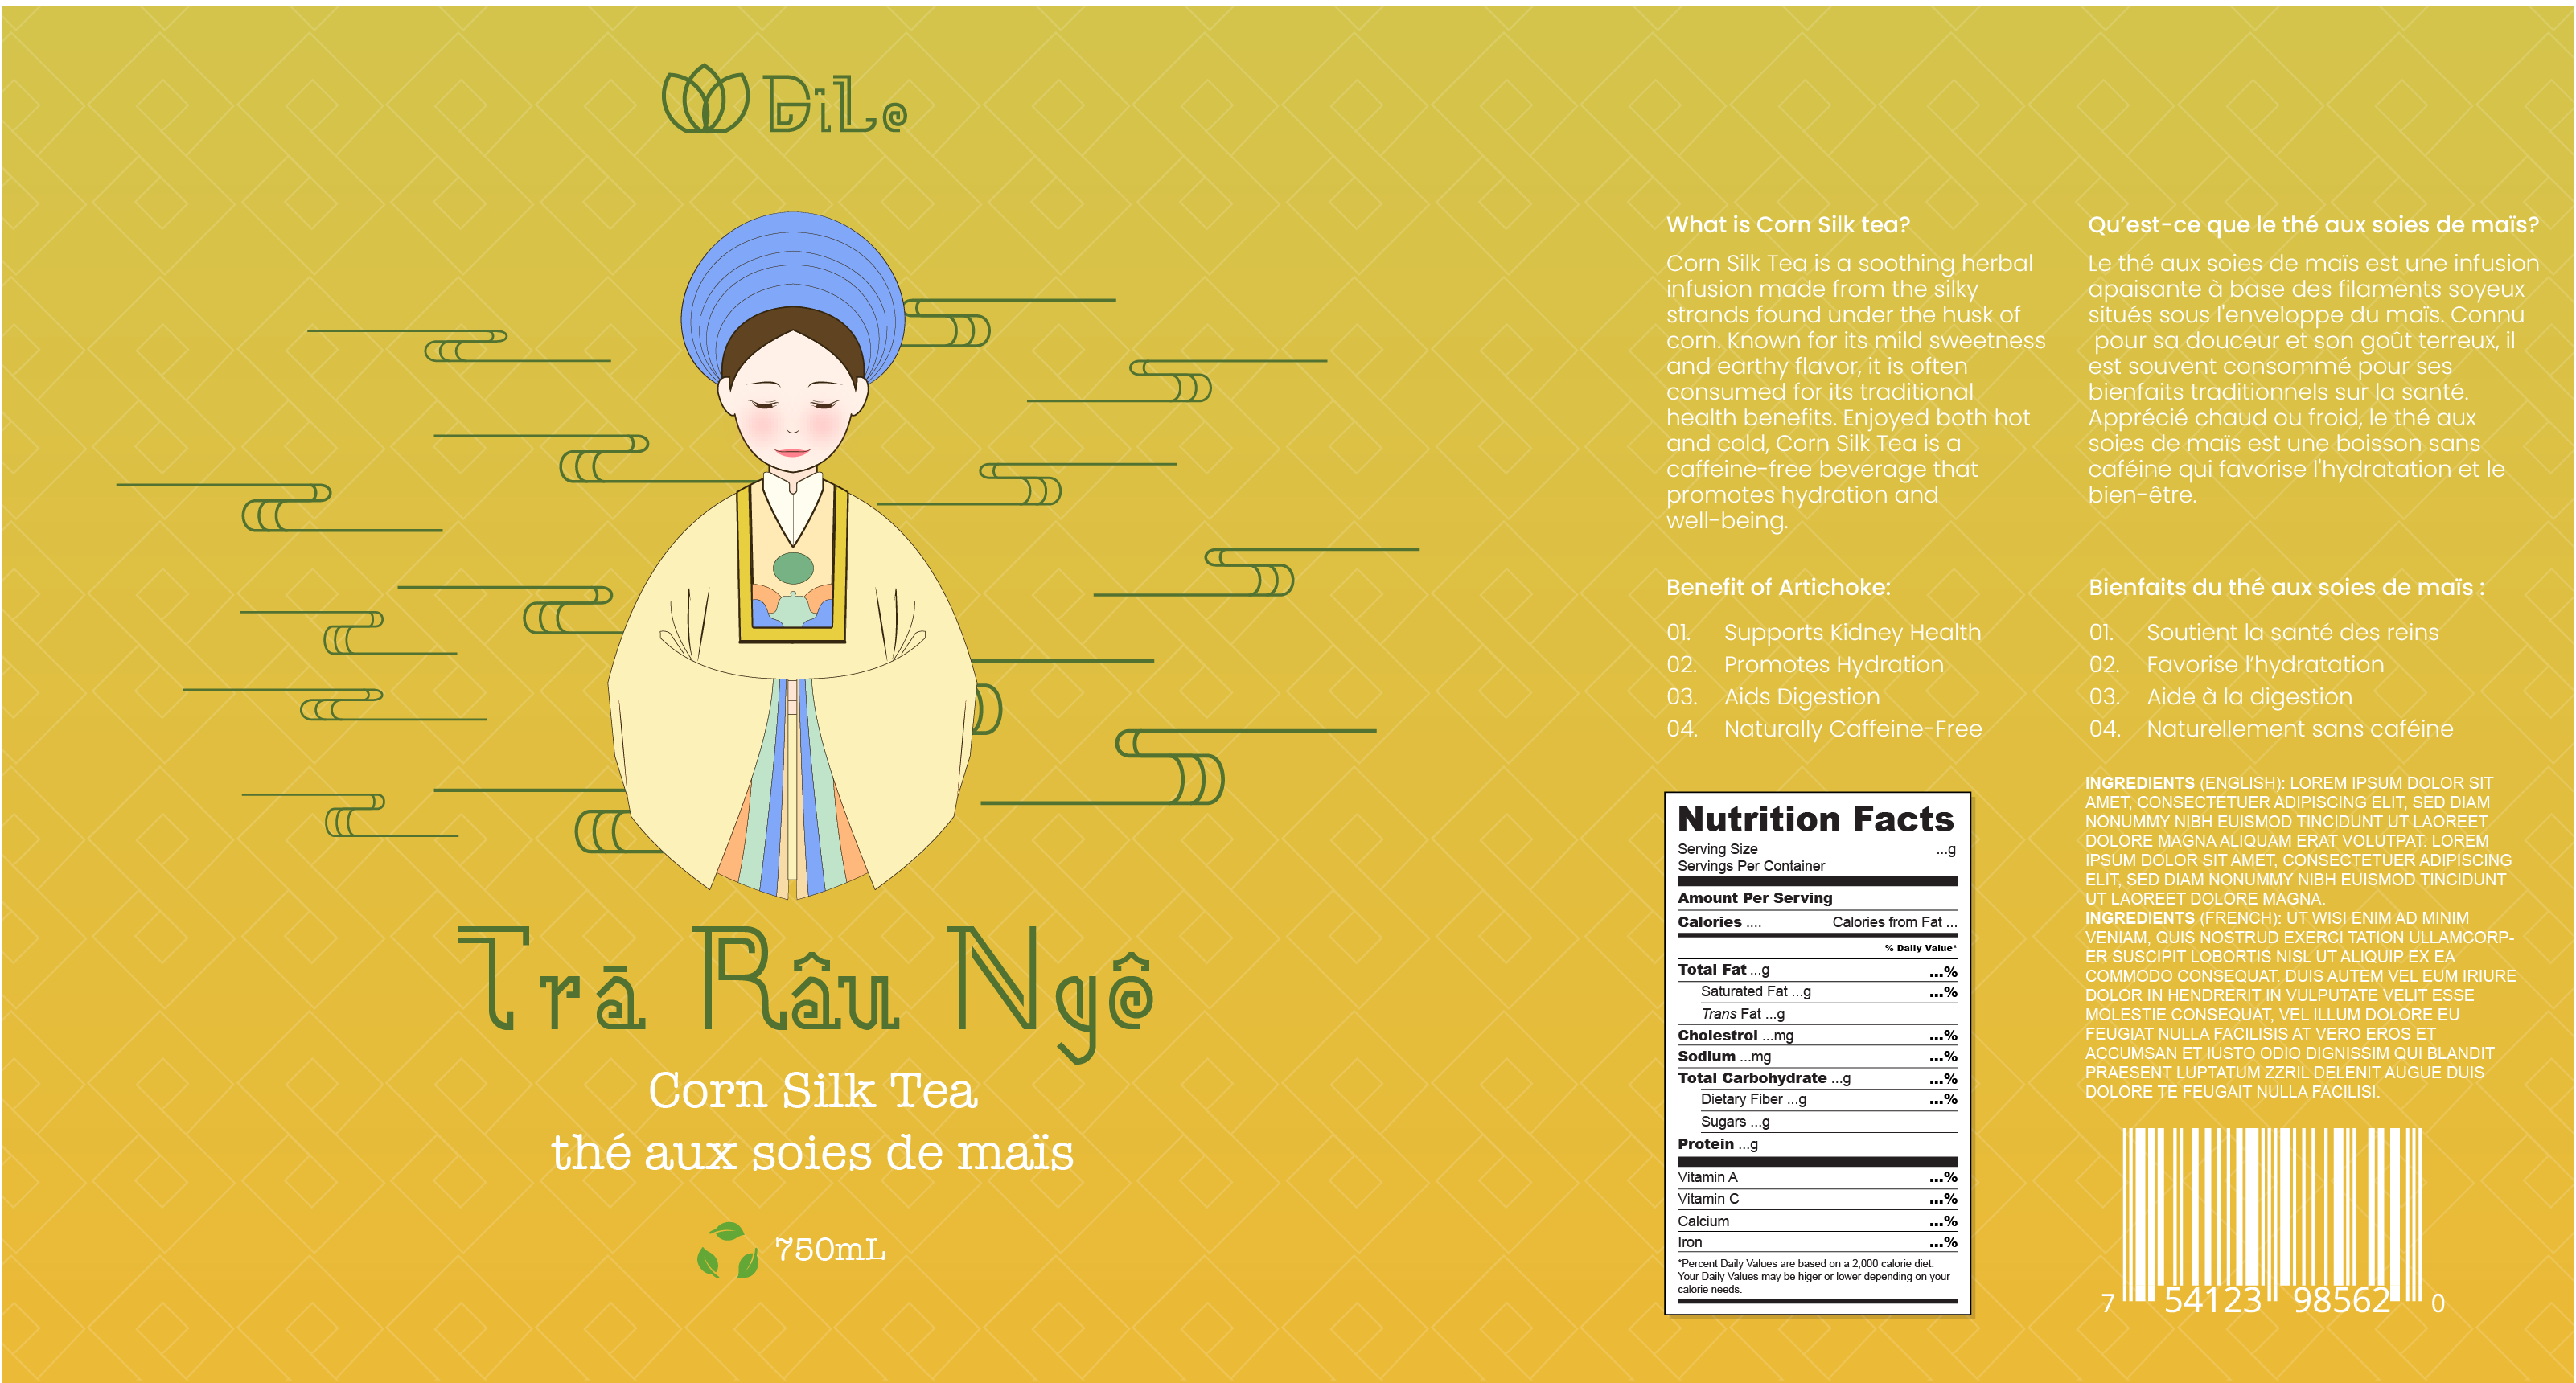 DiLe
Trā Râu Ngô
Corn Silk Tea
thé aux soies de maïs
750mL
What is Corn Silk tea?
Corn Silk Tea is a soothing herbal
infusion made from the silky
strands found under the husk of
corn. Known for its mild sweetness
and earthy flavor, it is often
consumed for its traditional
health benefits. Enjoyed both hot
and cold, Corn Silk Tea is a
caffeine-free beverage that
promotes hydration and
well-being.
Benefit of Artichoke:
01. Supports Kidney Health
02. Promotes Hydration
03. Aids Digestion
04. Naturally Caffeine-Free
Nutrition Facts
Serving Size ...g
Servings Per Container
Amount Per Serving
Calories .... Calories from Fat ...
% Daily Value*
Total Fat ...g ...%
Saturated Fat ...g ...%
Trans Fat ...g
Cholestrol ...mg ...%
Sodium ...mg ...%
Total Carbohydrate ...g ...%
Dietary Fiber ...g ...%
Sugars ...g
Protein ...g
Vitamin A ...%
Vitamin C ...%
Calcium ...%
Iron ...%
*Percent Daily Values are based on a 2,000 calorie diet.
Your Daily Values may be higer or lower depending on your
calorie needs.
Qu’est-ce que le thé aux soies de maïs?
Le thé aux soies de maïs est une infusion
apaisante à base des filaments soyeux
situés sous l'enveloppe du maïs. Connu
pour sa douceur et son goût terreux, il
est souvent consommé pour ses
bienfaits traditionnels sur la santé.
Apprécié chaud ou froid, le thé aux
soies de maïs est une boisson sans
caféine qui favorise l'hydratation et le
bien-être.
Bienfaits du thé aux soies de maïs :
01. Soutient la santé des reins
02. Favorise l’hydratation
03. Aide à la digestion
04. Naturellement sans caféine
INGREDIENTS (ENGLISH): LOREM IPSUM DOLOR SIT
AMET, CONSECTETUER ADIPISCING ELIT, SED DIAM
NONUMMY NIBH EUISMOD TINCIDUNT UT LAOREET
DOLORE MAGNA ALIQUAM ERAT VOLUTPAT. LOREM
IPSUM DOLOR SIT AMET, CONSECTETUER ADIPISCING
ELIT, SED DIAM NONUMMY NIBH EUISMOD TINCIDUNT
UT LAOREET DOLORE MAGNA.
INGREDIENTS (FRENCH): UT WISI ENIM AD MINIM
VENIAM, QUIS NOSTRUD EXERCI TATION ULLAMCORP-
ER SUSCIPIT LOBORTIS NISL UT ALIQUIP EX EA
COMMODO CONSEQUAT. DUIS AUTEM VEL EUM IRIURE
DOLOR IN HENDRERIT IN VULPUTATE VELIT ESSE
MOLESTIE CONSEQUAT, VEL ILLUM DOLORE EU
FEUGIAT NULLA FACILISIS AT VERO EROS ET
ACCUMSAN ET IUSTO ODIO DIGNISSIM QUI BLANDIT
PRAESENT LUPTATUM ZZRIL DELENIT AUGUE DUIS
DOLORE TE FEUGAIT NULLA FACILISI.
7 54123 98562 0